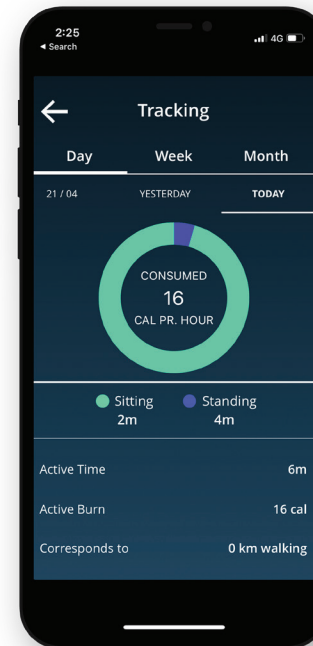 2:25
◀ Search
4G
Tracking
Day Week Month
21 / 04 YESTERDAY TODAY
CONSUMED
16
CAL PR. HOUR
Sitting Standing
2m 4m
Active Time 6m
Active Burn 16 cal
Corresponds to 0 km walking